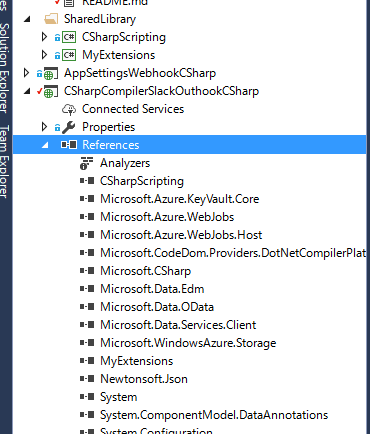 README.md
SharedLibrary
C# CSharpScripting
C# MyExtensions
AppSettingsWebhookCSharp
CSharpCompilerSlackOuthookCSharp
Connected Services
Properties
References
Analyzers
CSharpScripting
Microsoft.Azure.KeyVault.Core
Microsoft.Azure.WebJobs
Microsoft.Azure.WebJobs.Host
Microsoft.CodeDom.Providers.DotNetCompilerPlat
Microsoft.CSharp
Microsoft.Data.Edm
Microsoft.Data.OData
Microsoft.Data.Services.Client
Microsoft.WindowsAzure.Storage
MyExtensions
Newtonsoft.Json
System
System.ComponentModel.DataAnnotations
System.Configuration
Solution Explorer
Team Explorer